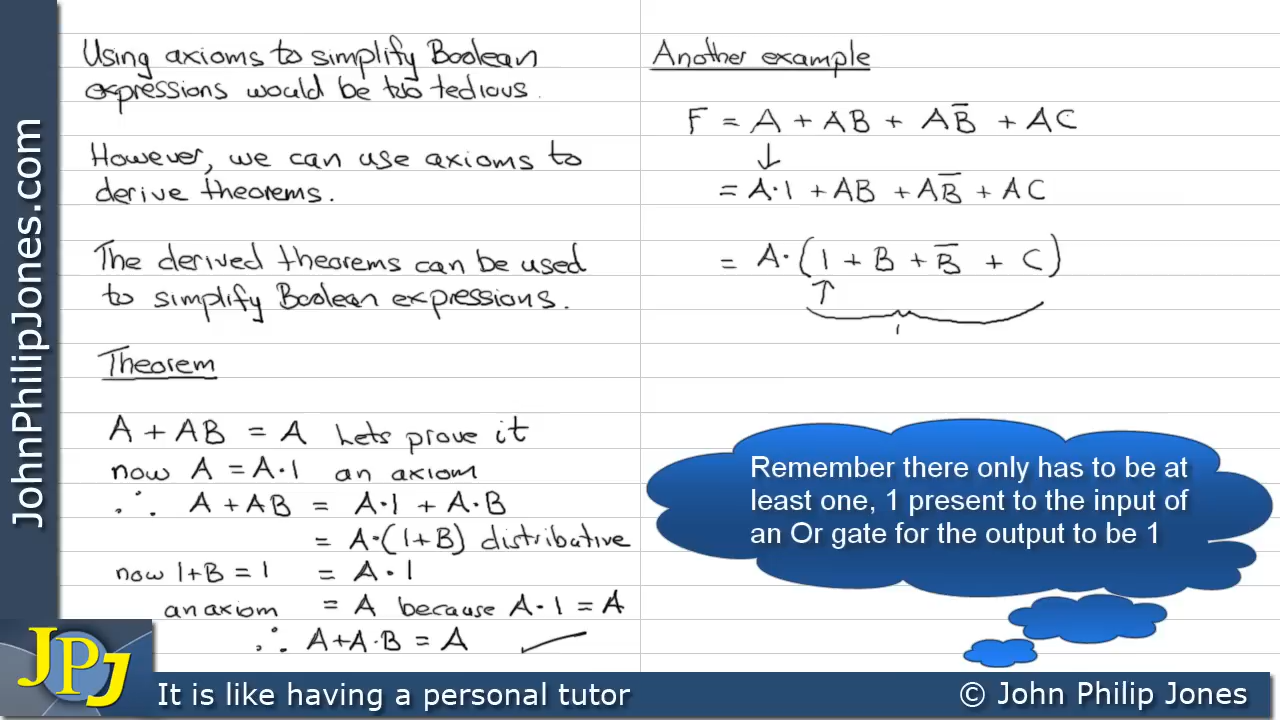 JohnPhilipJones.com
Using axioms to simplify Boolean
expressions would be too tedious.
However, we can use axioms to
derive theorems.
The derived theorems can be used
to simplify Boolean expressions.
Theorem
A + AB = A Lets prove it
now A = A·1 an axiom
∴ A + AB = A·1 + A·B
= A·(1+B) distributive
now 1+B = 1 = A·1
an axiom = A because A·1 = A
∴ A+A·B = A ✓
Another example
F = A + AB + AB̅ + AC
↓
= A·1 + AB + AB̅ + AC
= A·(1 + B + B̅ + C)
↑
1
Remember there only has to be at
least one, 1 present to the input of
an Or gate for the output to be 1
JPJ
It is like having a personal tutor
© John Philip Jones